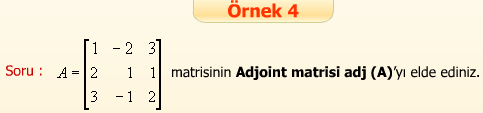 Örnek 4
Soru : A = [1 -2 3; 2 1 1; 3 -1 2] matrisinin Adjoint matrisi adj (A)'yı elde ediniz.